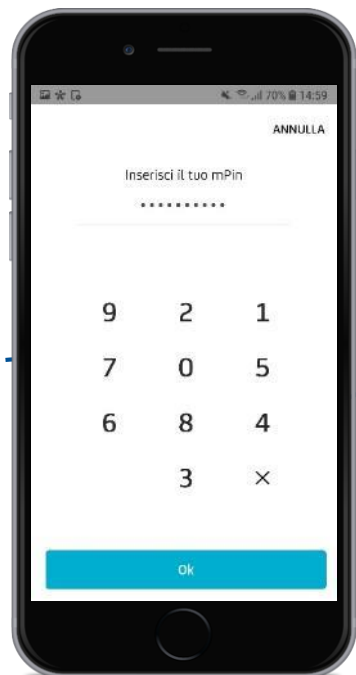 70% 14:59
ANNULLA
Inserisci il tuo mPin
••••••••••
9 2 1
7 0 5
6 8 4
3 ×
Ok